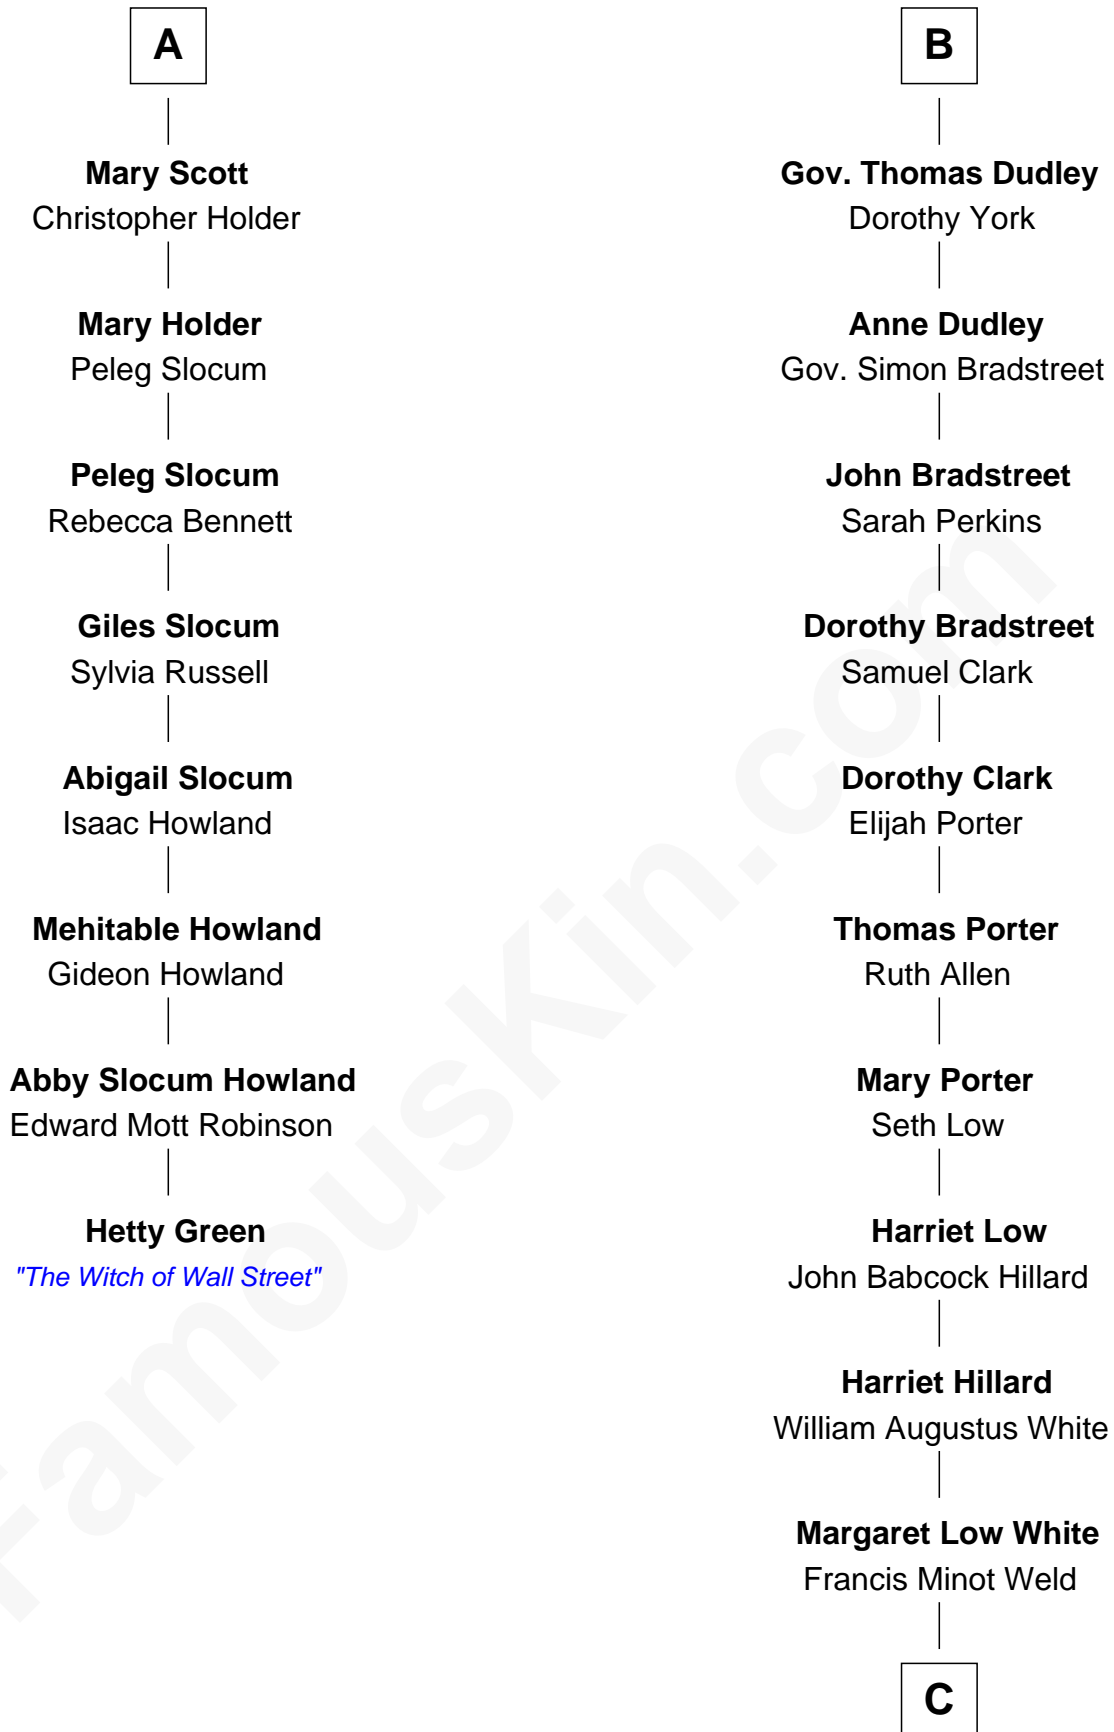 A
Mary Scott
Christopher Holder
Mary Holder
Peleg Slocum
Peleg Slocum
Rebecca Bennett
Giles Slocum
Sylvia Russell
Abigail Slocum
Isaac Howland
Mehitable Howland
Gideon Howland
Abby Slocum Howland
Edward Mott Robinson
Hetty Green
"The Witch of Wall Street"
B
Gov. Thomas Dudley
Dorothy York
Anne Dudley
Gov. Simon Bradstreet
John Bradstreet
Sarah Perkins
Dorothy Bradstreet
Samuel Clark
Dorothy Clark
Elijah Porter
Thomas Porter
Ruth Allen
Mary Porter
Seth Low
Harriet Low
John Babcock Hillard
Harriet Hillard
William Augustus White
Margaret Low White
Francis Minot Weld
C
FamousKin.com